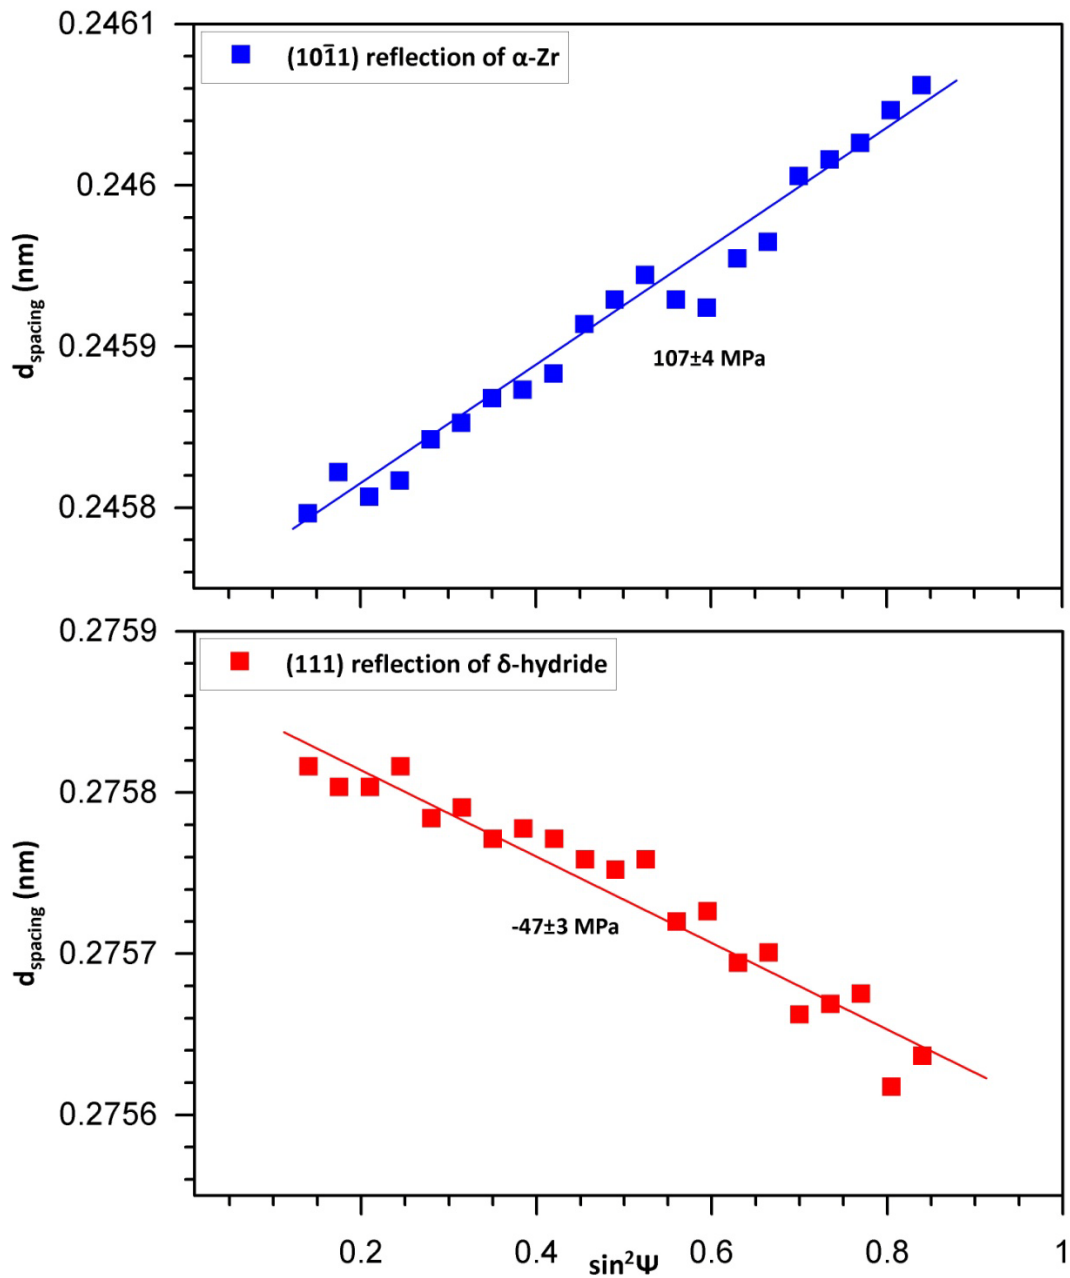 0.2461
(101̄1) reflection of α-Zr
0.246
0.2459
107±4 MPa
0.2458
d_spacing (nm)
0.2759
(111) reflection of δ-hydride
0.2758
-47±3 MPa
0.2757
0.2756
d_spacing (nm)
0.2
0.4
0.6
0.8
1
sin²Ψ